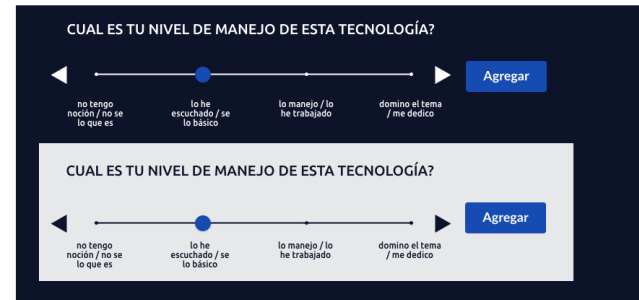 CUAL ES TU NIVEL DE MANEJO DE ESTA TECNOLOGÍA?
Agregar
no tengo
noción / no se
lo que es
lo he
escuchado / se
lo básico
lo manejo / lo
he trabajado
domino el tema
/ me dedico
CUAL ES TU NIVEL DE MANEJO DE ESTA TECNOLOGÍA?
Agregar
no tengo
noción / no se
lo que es
lo he
escuchado / se
lo básico
lo manejo / lo
he trabajado
domino el tema
/ me dedico